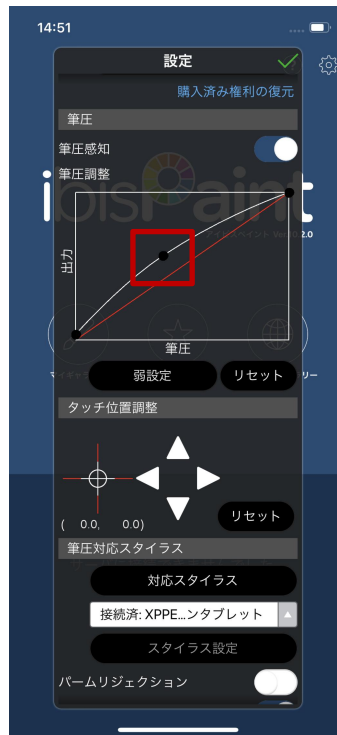 14:51
設定
購入済み権利の復元
筆圧
筆圧感知
筆圧調整
ibisPaint
出力
筆圧
弱設定
リセット
タッチ位置調整
( 0.0, 0.0)
リセット
筆圧対応スタイラス
対応スタイラス
接続済: XPPE...ンタブレット
スタイラス設定
パームリジェクション